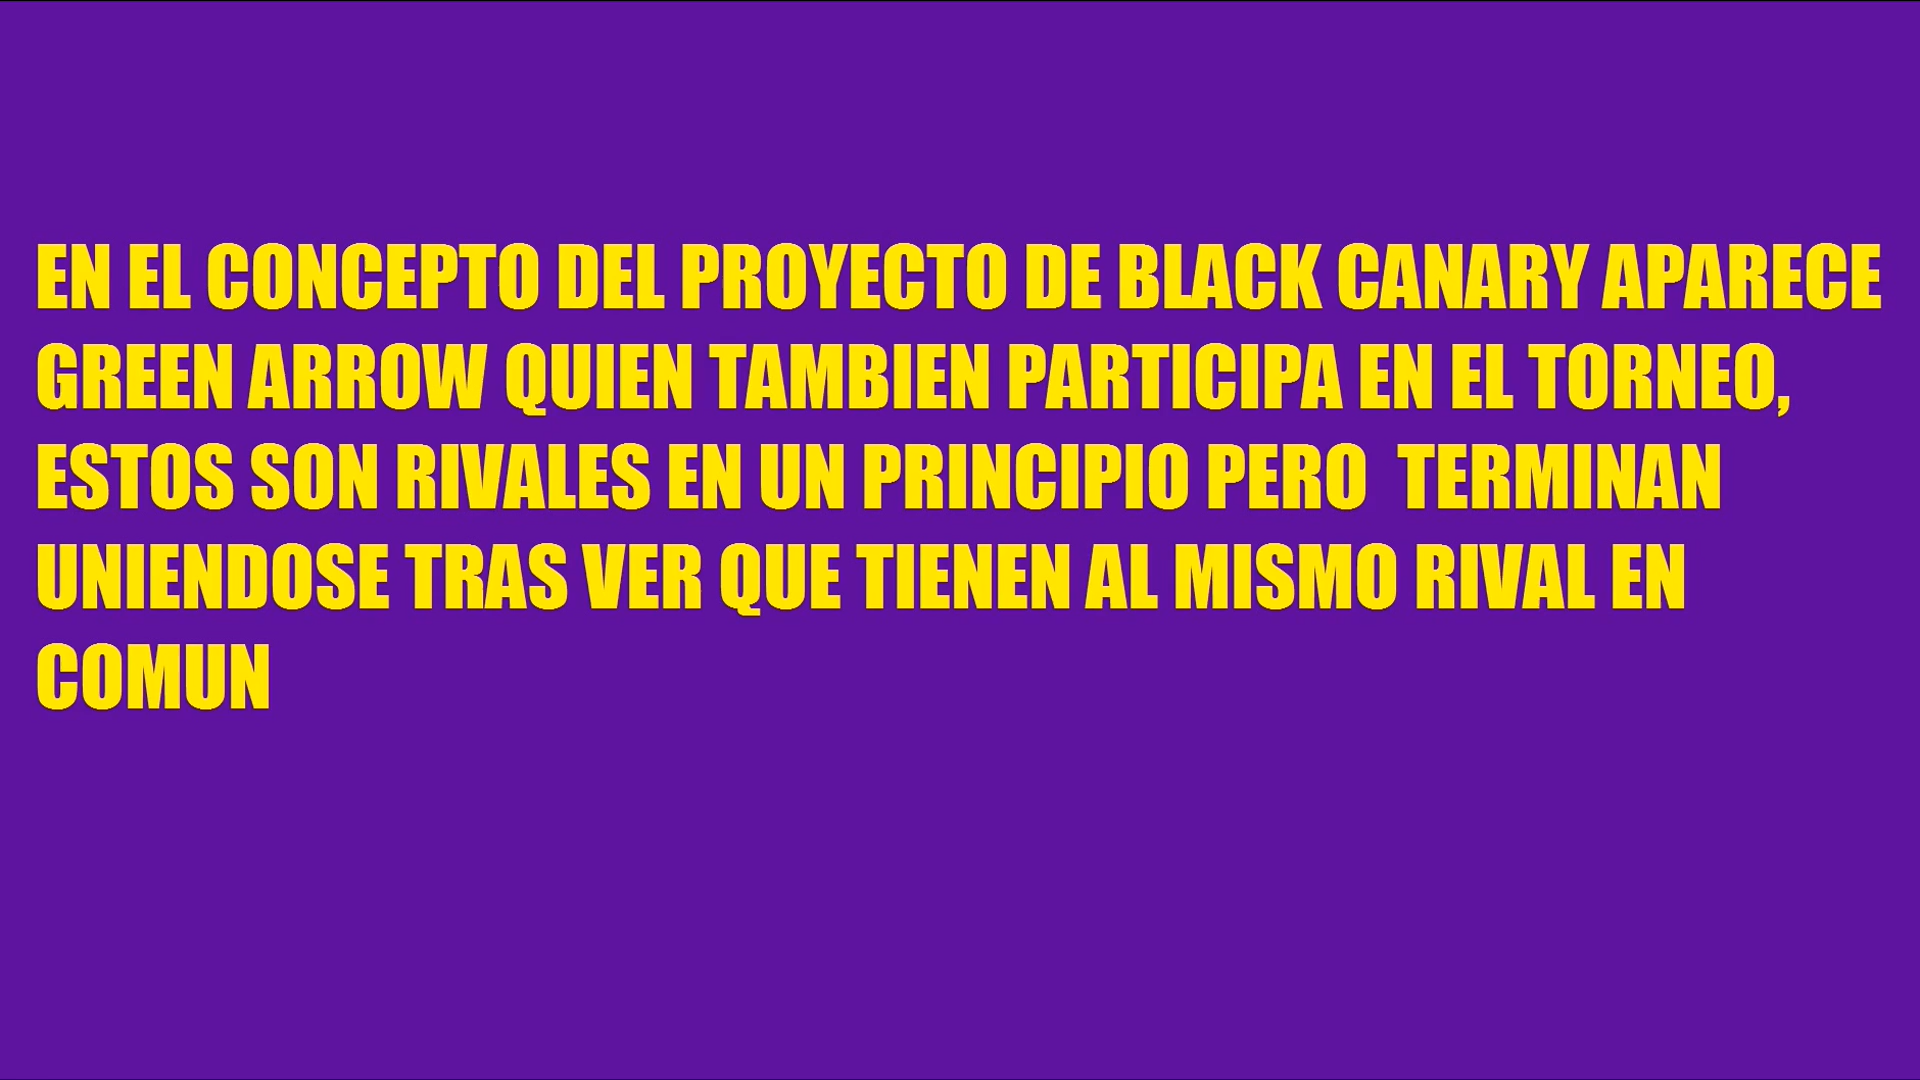 EN EL CONCEPTO DEL PROYECTO DE BLACK CANARY APARECE
GREEN ARROW QUIEN TAMBIEN PARTICIPA EN EL TORNEO,
ESTOS SON RIVALES EN UN PRINCIPIO PERO  TERMINAN
UNIENDOSE TRAS VER QUE TIENEN AL MISMO RIVAL EN
COMUN